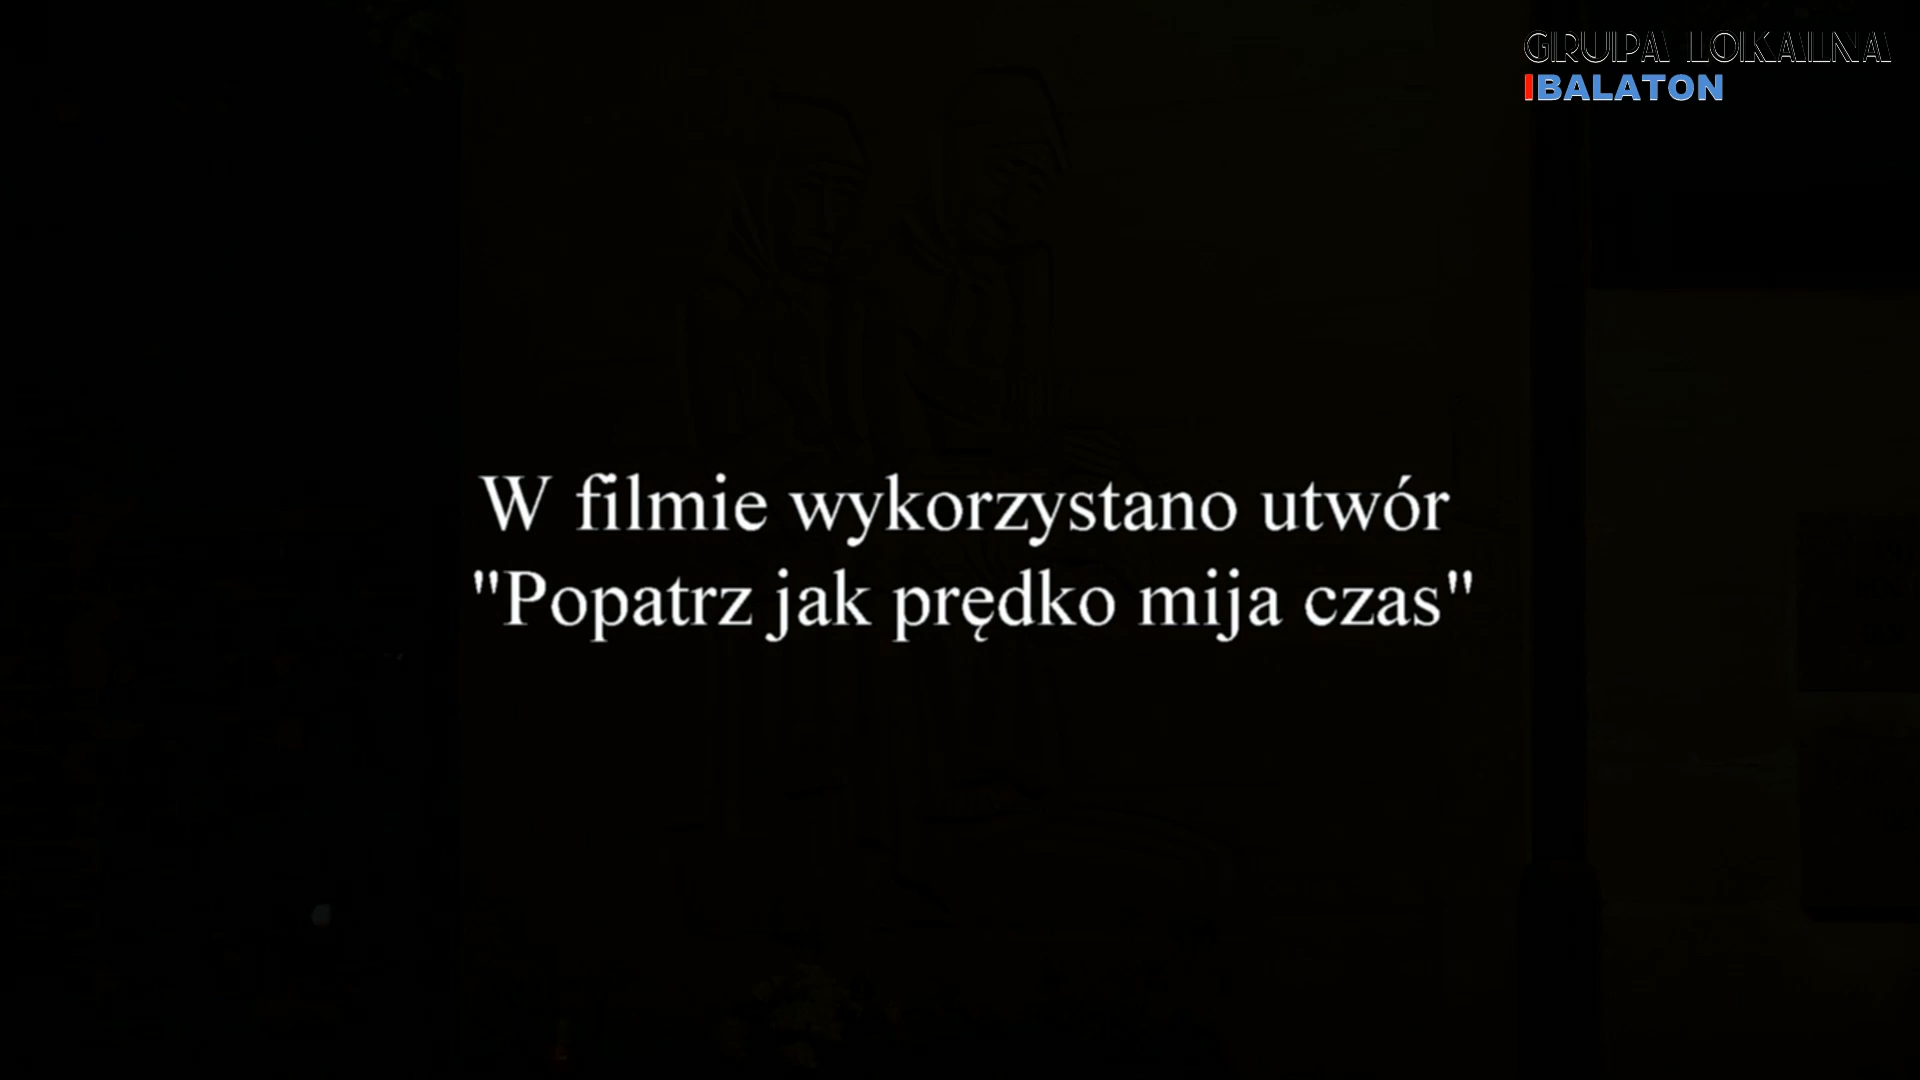 GRUPA LOKALNA
IBALATON
W filmie wykorzystano utwór
"Popatrz jak prędko mija czas"